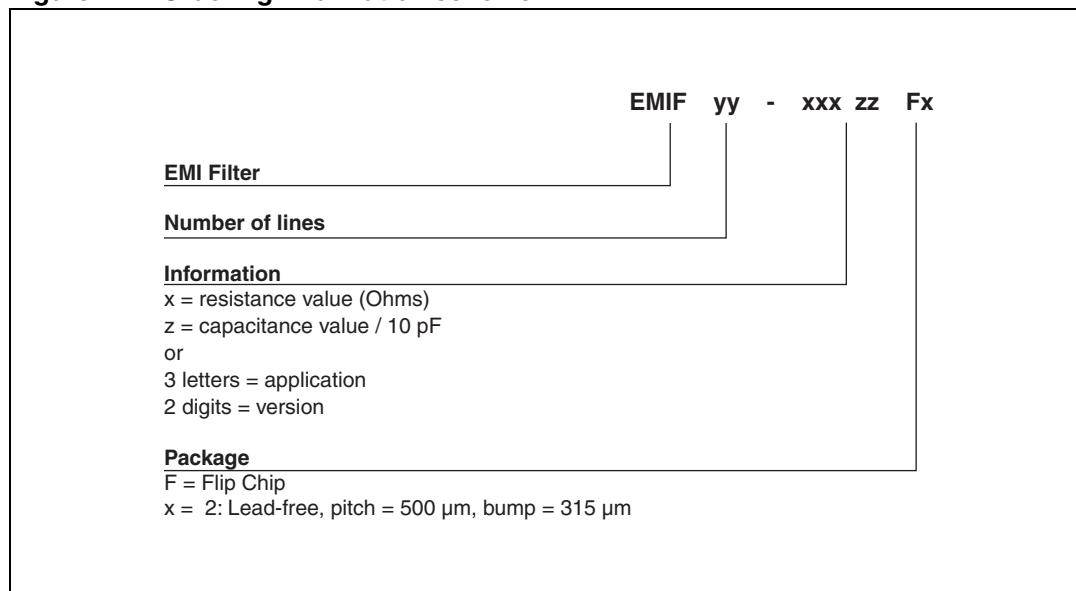 EMIF yy - xxx zz Fx
EMI Filter
Number of lines
Information
x = resistance value (Ohms)
z = capacitance value / 10 pF
or
3 letters = application
2 digits = version
Package
F = Flip Chip
x = 2: Lead-free, pitch = 500 µm, bump = 315 µm